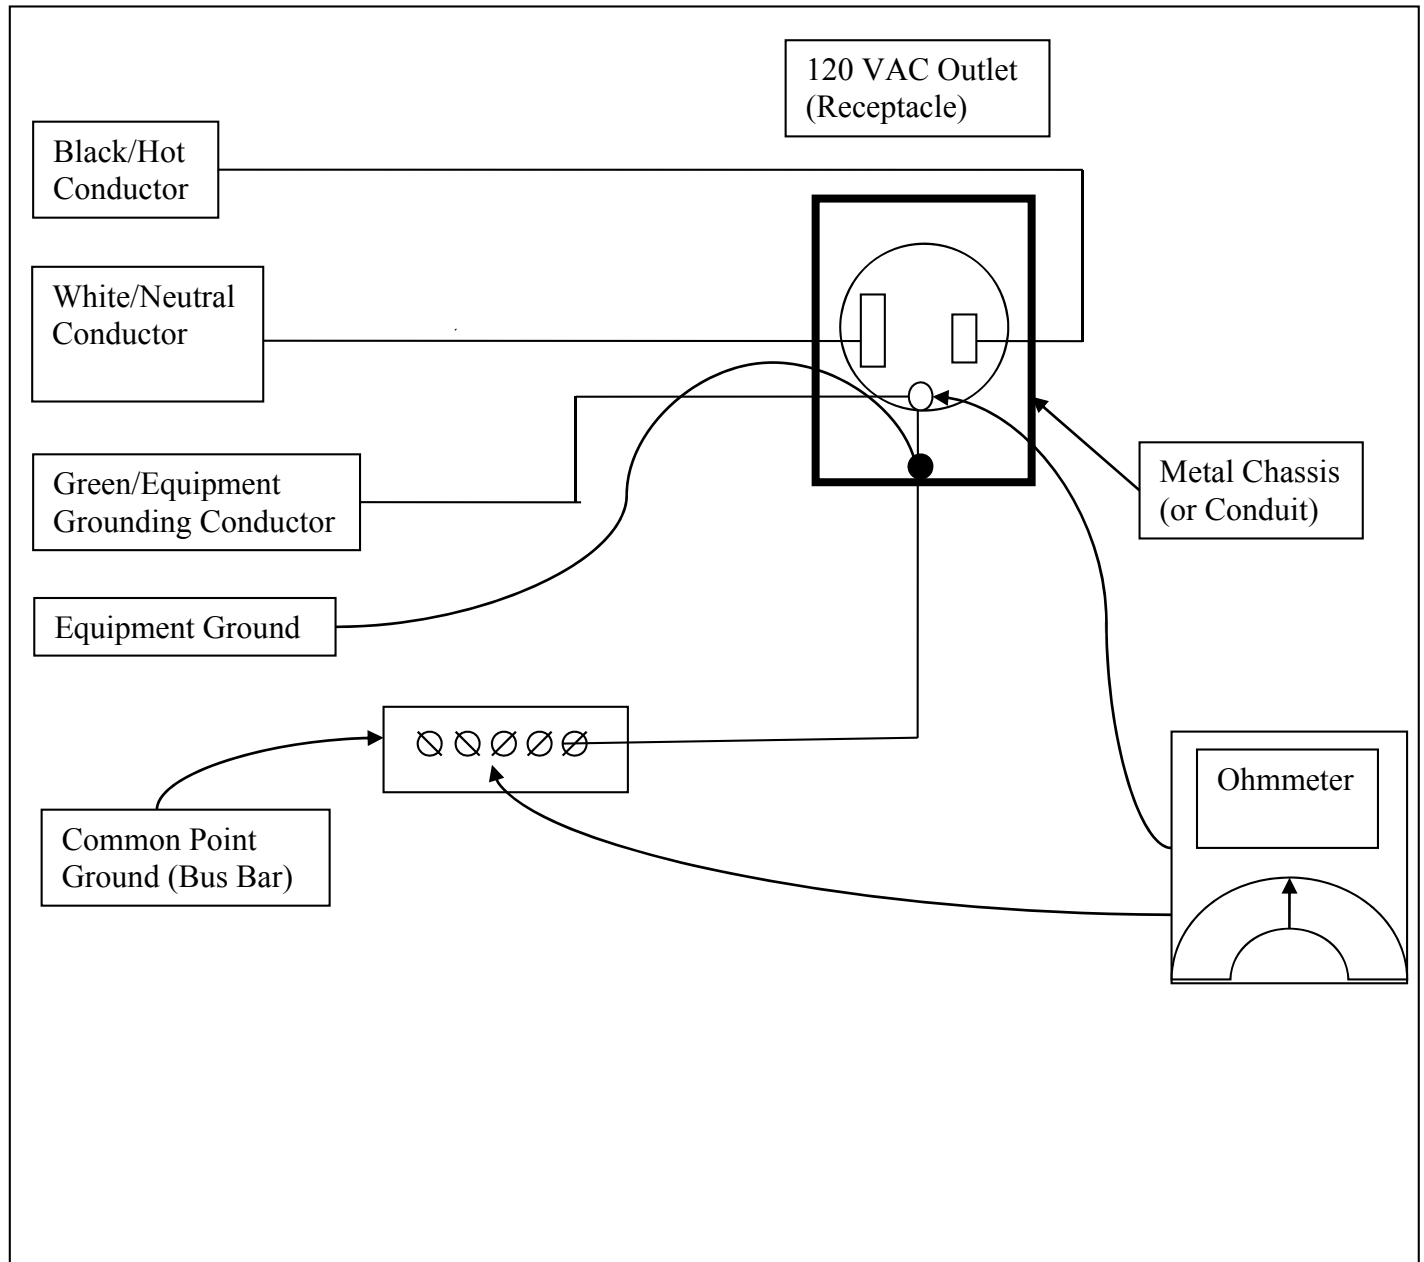 120 VAC Outlet
(Receptacle)
Black/Hot
Conductor
White/Neutral
Conductor
Green/Equipment
Grounding Conductor
Metal Chassis
(or Conduit)
Equipment Ground
Ohmmeter
Common Point
Ground (Bus Bar)